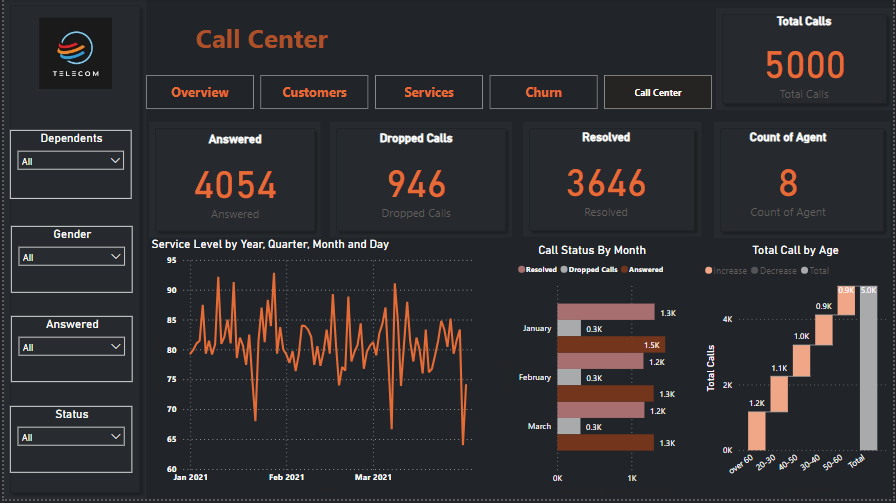 TELECOM
Call Center
Total Calls
5000
Total Calls
Overview
Customers
Services
Churn
Call Center
Dependents
All
Gender
All
Answered
All
Status
All
Answered
4054
Answered
Dropped Calls
946
Dropped Calls
Resolved
3646
Resolved
Count of Agent
8
Count of Agent
Service Level by Year, Quarter, Month and Day
95
90
85
80
75
70
65
60
Jan 2021
Feb 2021
Mar 2021
Call Status By Month
Resolved Dropped Calls Answered
January
1.3K
0.3K
1.5K
February
1.2K
0.3K
1.3K
March
1.2K
0.3K
1.3K
0K
1K
Total Call by Age
Increase Decrease Total
Total Calls
4K
2K
0K
1.2K
1.1K
1.0K
0.9K
0.9K
5.0K
over 60
20-30
40-50
30-40
50-60
Total